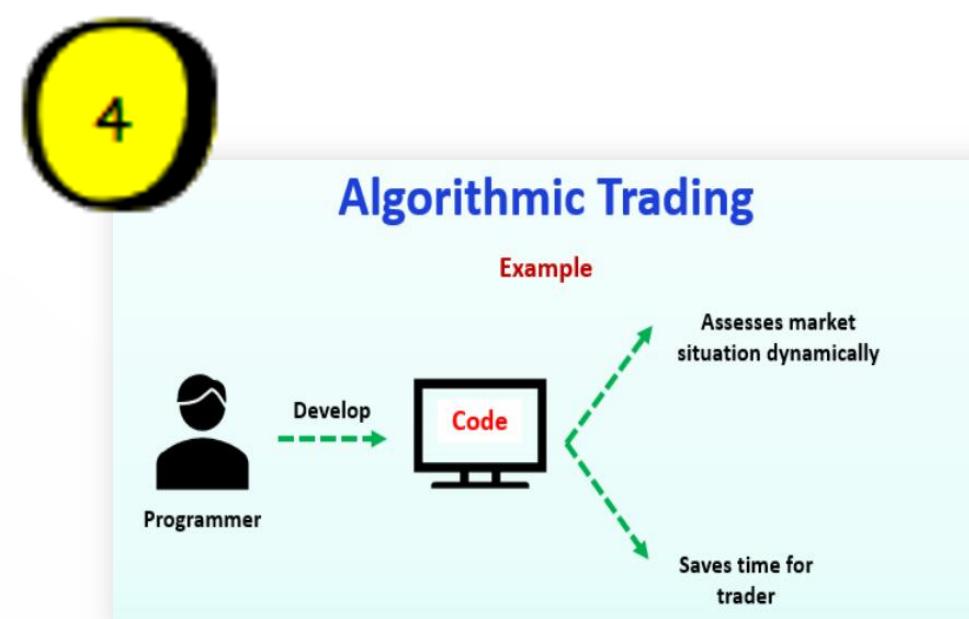 4
Algorithmic Trading
Example
Assesses market
situation dynamically
Develop
Code
Programmer
Saves time for
trader